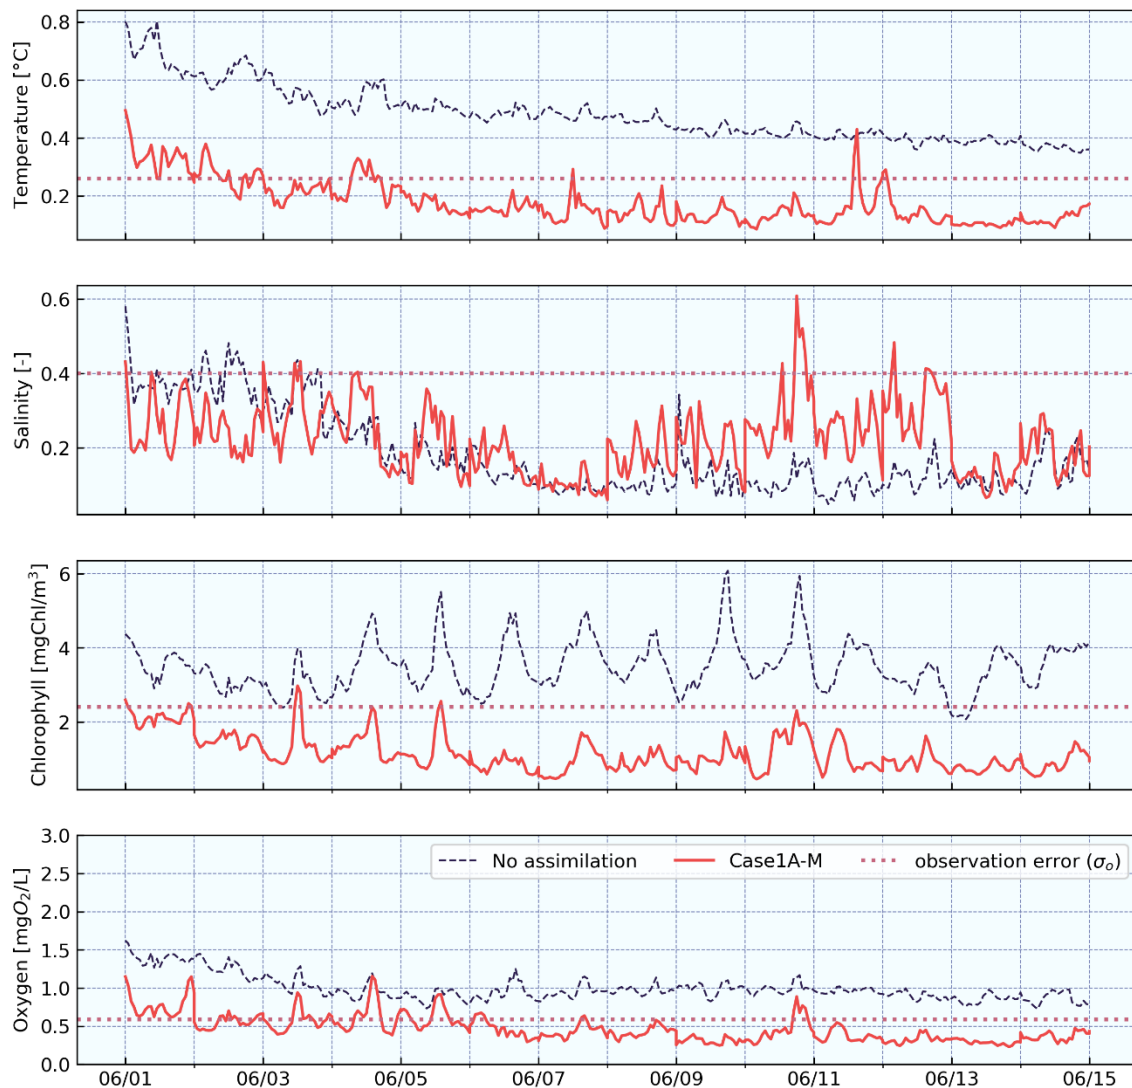 Temperature [°C]
0.8
0.6
0.4
0.2
Salinity [-]
0.6
0.4
0.2
Chlorophyll [mgChl/m³]
6
4
2
Oxygen [mgO₂/L]
3.0
2.5
2.0
1.5
1.0
0.5
0.0
No assimilation Case1A-M observation error (σₒ)
06/01 06/03 06/05 06/07 06/09 06/11 06/13 06/15